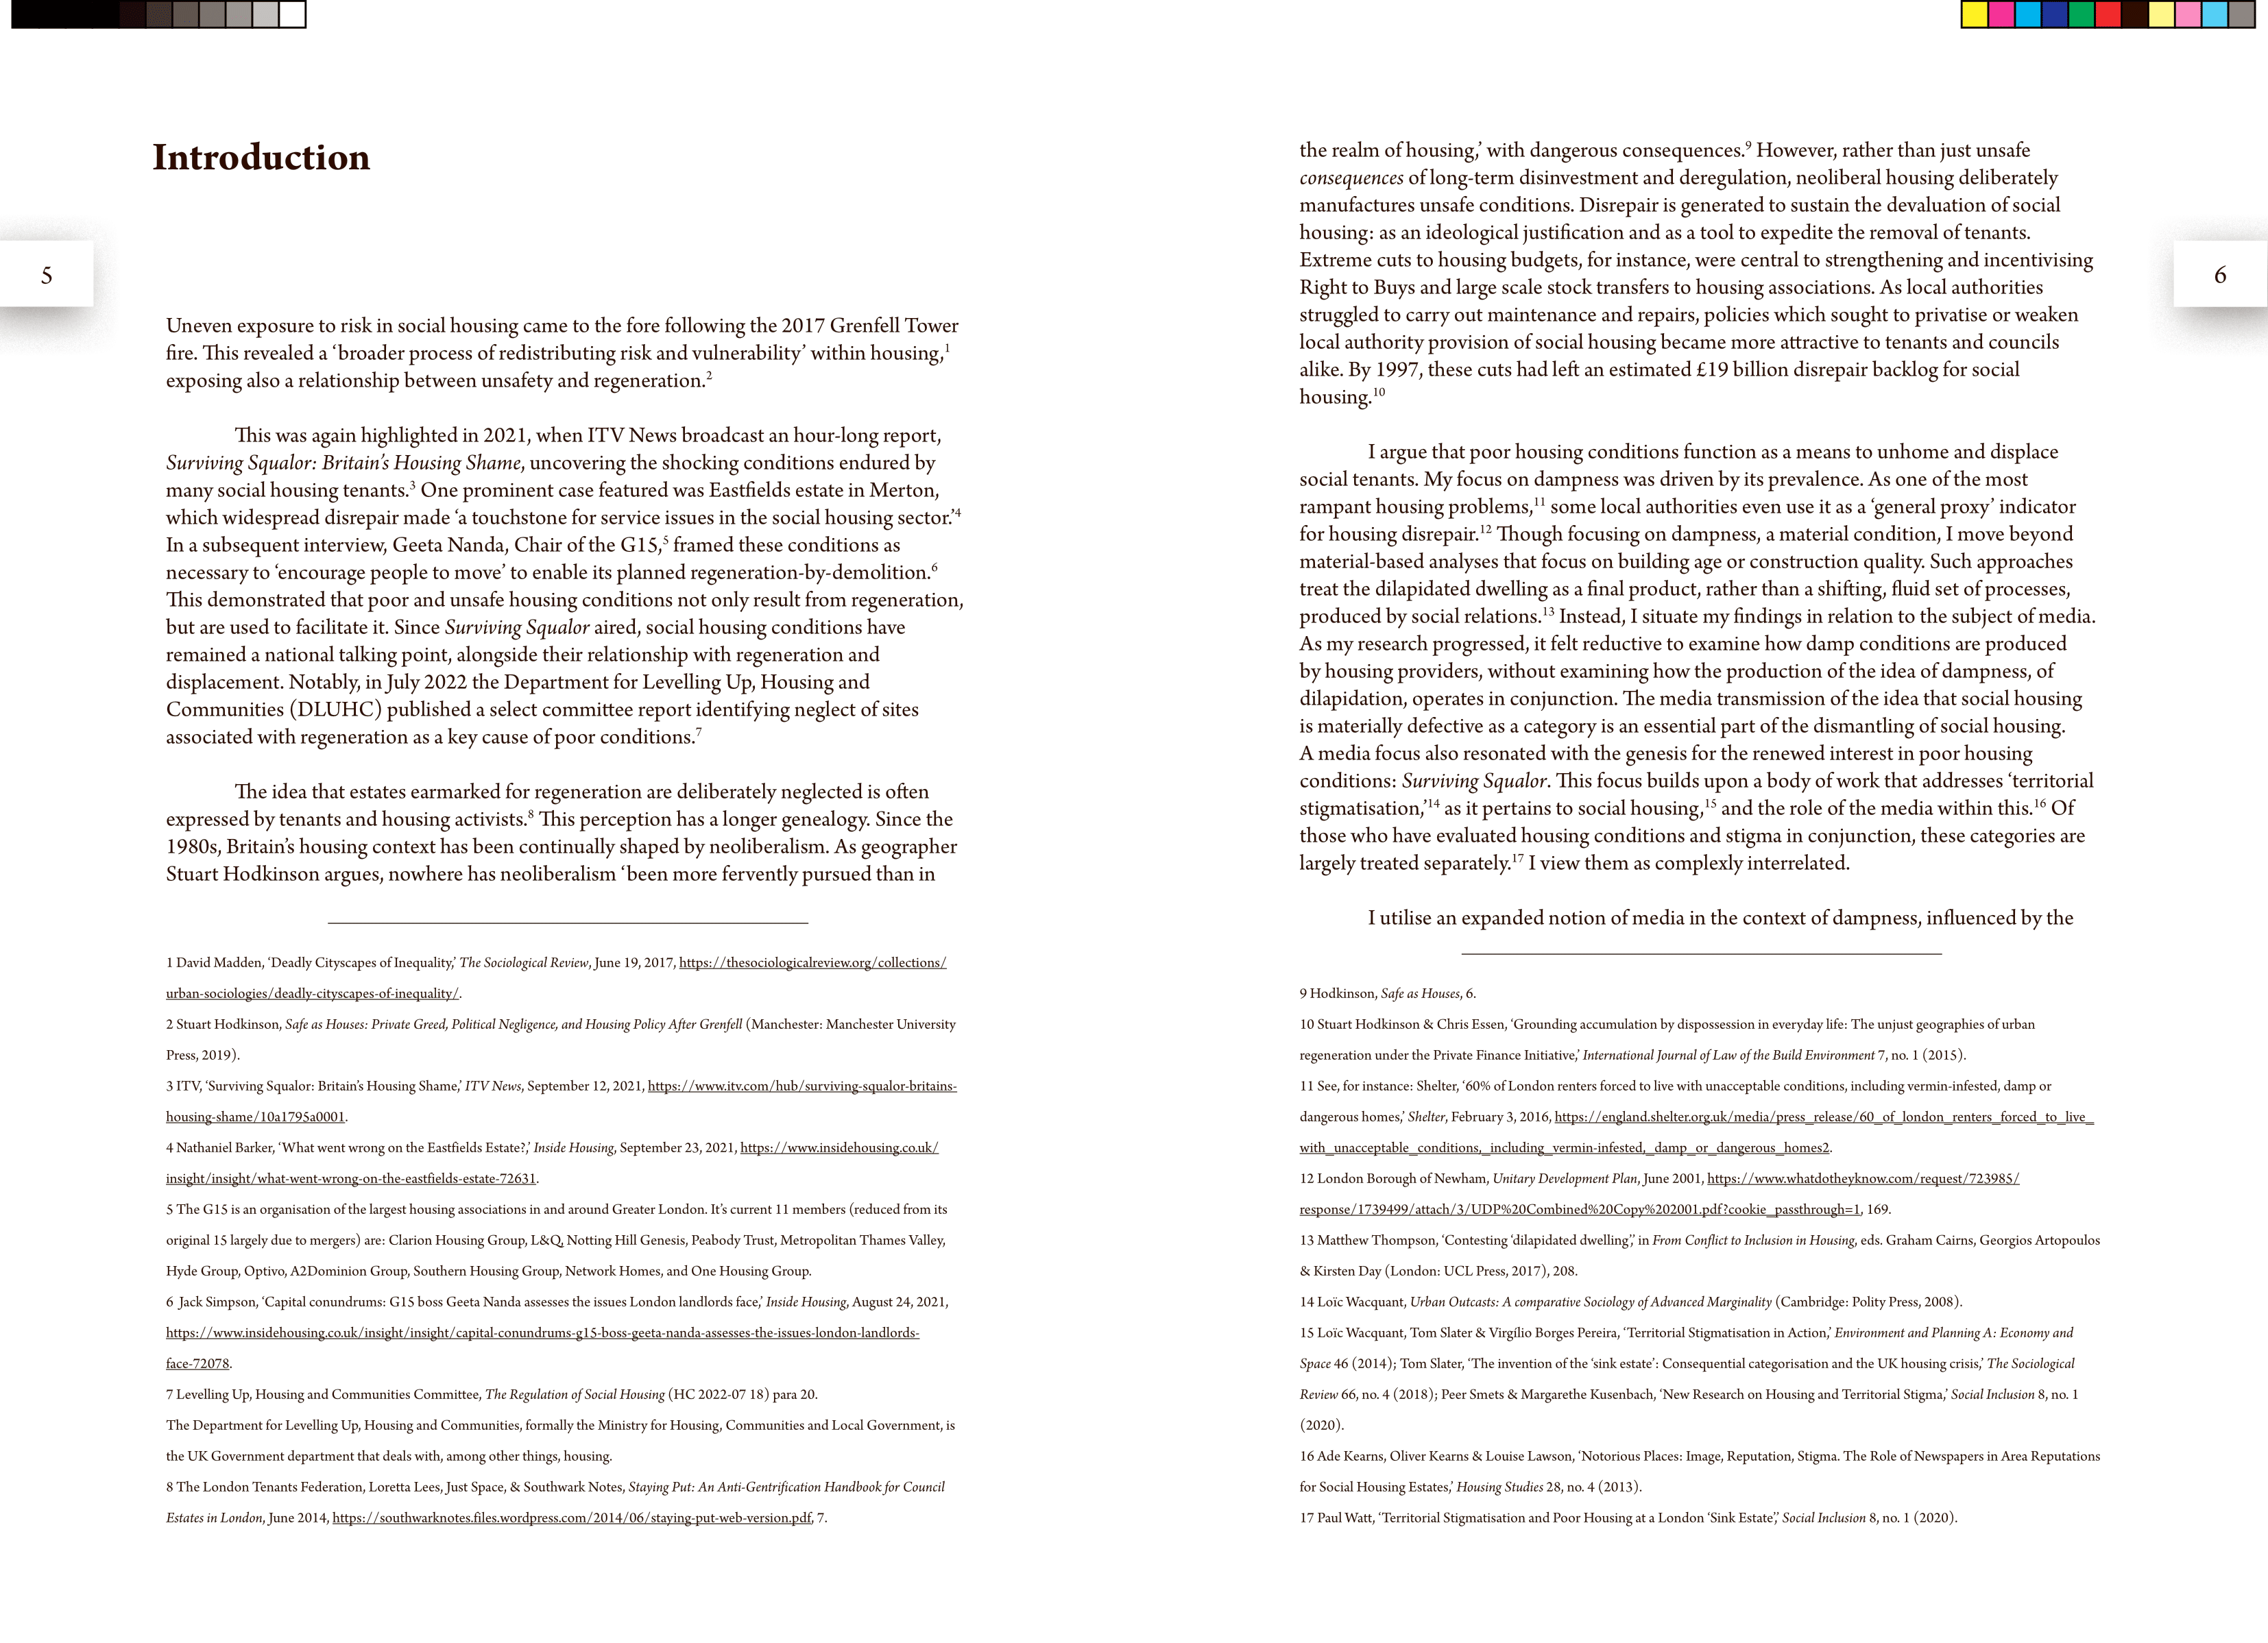 Introduction
5
Uneven exposure to risk in social housing came to the fore following the 2017 Grenfell Tower
fire. This revealed a ‘broader process of redistributing risk and vulnerability’ within housing,1
exposing also a relationship between unsafety and regeneration.2
This was again highlighted in 2021, when ITV News broadcast an hour-long report,
Surviving Squalor: Britain’s Housing Shame, uncovering the shocking conditions endured by
many social housing tenants.3 One prominent case featured was Eastfields estate in Merton,
which widespread disrepair made ‘a touchstone for service issues in the social housing sector.’4
In a subsequent interview, Geeta Nanda, Chair of the G15,5 framed these conditions as
necessary to ‘encourage people to move’ to enable its planned regeneration-by-demolition.6
This demonstrated that poor and unsafe housing conditions not only result from regeneration,
but are used to facilitate it. Since Surviving Squalor aired, social housing conditions have
remained a national talking point, alongside their relationship with regeneration and
displacement. Notably, in July 2022 the Department for Levelling Up, Housing and
Communities (DLUHC) published a select committee report identifying neglect of sites
associated with regeneration as a key cause of poor conditions.7
The idea that estates earmarked for regeneration are deliberately neglected is often
expressed by tenants and housing activists.8 This perception has a longer genealogy. Since the
1980s, Britain’s housing context has been continually shaped by neoliberalism. As geographer
Stuart Hodkinson argues, nowhere has neoliberalism ‘been more fervently pursued than in
1 David Madden, ‘Deadly Cityscapes of Inequality,’ The Sociological Review, June 19, 2017, https://thesociologicalreview.org/collections/
urban-sociologies/deadly-cityscapes-of-inequality/.
2 Stuart Hodkinson, Safe as Houses: Private Greed, Political Negligence, and Housing Policy After Grenfell (Manchester: Manchester University
Press, 2019).
3 ITV, ‘Surviving Squalor: Britain’s Housing Shame,’ ITV News, September 12, 2021, https://www.itv.com/hub/surviving-squalor-britains-
housing-shame/10a1795a0001.
4 Nathaniel Barker, ‘What went wrong on the Eastfields Estate?,’ Inside Housing, September 23, 2021, https://www.insidehousing.co.uk/
insight/insight/what-went-wrong-on-the-eastfields-estate-72631.
5 The G15 is an organisation of the largest housing associations in and around Greater London. It’s current 11 members (reduced from its
original 15 largely due to mergers) are: Clarion Housing Group, L&Q, Notting Hill Genesis, Peabody Trust, Metropolitan Thames Valley,
Hyde Group, Optivo, A2Dominion Group, Southern Housing Group, Network Homes, and One Housing Group.
6 Jack Simpson, ‘Capital conundrums: G15 boss Geeta Nanda assesses the issues London landlords face,’ Inside Housing, August 24, 2021,
https://www.insidehousing.co.uk/insight/insight/capital-conundrums-g15-boss-geeta-nanda-assesses-the-issues-london-landlords-
face-72078.
7 Levelling Up, Housing and Communities Committee, The Regulation of Social Housing (HC 2022-07 18) para 20.
The Department for Levelling Up, Housing and Communities, formally the Ministry for Housing, Communities and Local Government, is
the UK Government department that deals with, among other things, housing.
8 The London Tenants Federation, Loretta Lees, Just Space, & Southwark Notes, Staying Put: An Anti-Gentrification Handbook for Council
Estates in London, June 2014, https://southwarknotes.files.wordpress.com/2014/06/staying-put-web-version.pdf, 7.
the realm of housing,’ with dangerous consequences.9 However, rather than just unsafe
consequences of long-term disinvestment and deregulation, neoliberal housing deliberately
manufactures unsafe conditions. Disrepair is generated to sustain the devaluation of social
housing: as an ideological justification and as a tool to expedite the removal of tenants.
Extreme cuts to housing budgets, for instance, were central to strengthening and incentivising
Right to Buys and large scale stock transfers to housing associations. As local authorities
struggled to carry out maintenance and repairs, policies which sought to privatise or weaken
local authority provision of social housing became more attractive to tenants and councils
alike. By 1997, these cuts had left an estimated £19 billion disrepair backlog for social
housing.10
6
I argue that poor housing conditions function as a means to unhome and displace
social tenants. My focus on dampness was driven by its prevalence. As one of the most
rampant housing problems,11 some local authorities even use it as a ‘general proxy’ indicator
for housing disrepair.12 Though focusing on dampness, a material condition, I move beyond
material-based analyses that focus on building age or construction quality. Such approaches
treat the dilapidated dwelling as a final product, rather than a shifting, fluid set of processes,
produced by social relations.13 Instead, I situate my findings in relation to the subject of media.
As my research progressed, it felt reductive to examine how damp conditions are produced
by housing providers, without examining how the production of the idea of dampness, of
dilapidation, operates in conjunction. The media transmission of the idea that social housing
is materially defective as a category is an essential part of the dismantling of social housing.
A media focus also resonated with the genesis for the renewed interest in poor housing
conditions: Surviving Squalor. This focus builds upon a body of work that addresses ‘territorial
stigmatisation,’14 as it pertains to social housing,15 and the role of the media within this.16 Of
those who have evaluated housing conditions and stigma in conjunction, these categories are
largely treated separately.17 I view them as complexly interrelated.
I utilise an expanded notion of media in the context of dampness, influenced by the
9 Hodkinson, Safe as Houses, 6.
10 Stuart Hodkinson & Chris Essen, ‘Grounding accumulation by dispossession in everyday life: The unjust geographies of urban
regeneration under the Private Finance Initiative,’ International Journal of Law of the Build Environment 7, no. 1 (2015).
11 See, for instance: Shelter, ‘60% of London renters forced to live with unacceptable conditions, including vermin-infested, damp or
dangerous homes,’ Shelter, February 3, 2016, https://england.shelter.org.uk/media/press_release/60_of_london_renters_forced_to_live_
with_unacceptable_conditions,_including_vermin-infested,_damp_or_dangerous_homes2.
12 London Borough of Newham, Unitary Development Plan, June 2001, https://www.whatdotheyknow.com/request/723985/
response/1739499/attach/3/UDP%20Combined%20Copy%202001.pdf?cookie_passthrough=1, 169.
13 Matthew Thompson, ‘Contesting ‘dilapidated dwelling’,’ in From Conflict to Inclusion in Housing, eds. Graham Cairns, Georgios Artopoulos
& Kirsten Day (London: UCL Press, 2017), 208.
14 Loïc Wacquant, Urban Outcasts: A comparative Sociology of Advanced Marginality (Cambridge: Polity Press, 2008).
15 Loïc Wacquant, Tom Slater & Virgílio Borges Pereira, ‘Territorial Stigmatisation in Action,’ Environment and Planning A: Economy and
Space 46 (2014); Tom Slater, ‘The invention of the ‘sink estate’: Consequential categorisation and the UK housing crisis,’ The Sociological
Review 66, no. 4 (2018); Peer Smets & Margarethe Kusenbach, ‘New Research on Housing and Territorial Stigma,’ Social Inclusion 8, no. 1
(2020).
16 Ade Kearns, Oliver Kearns & Louise Lawson, ‘Notorious Places: Image, Reputation, Stigma. The Role of Newspapers in Area Reputations
for Social Housing Estates,’ Housing Studies 28, no. 4 (2013).
17 Paul Watt, ‘Territorial Stigmatisation and Poor Housing at a London ‘Sink Estate’,’ Social Inclusion 8, no. 1 (2020).